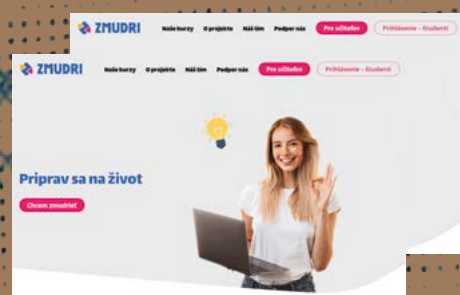 ZMUDRI Naše kurzy O projekte Náš tím Podpor nás Pre učiteľov Prihlásenie - Študenti
ZMUDRI Naše kurzy O projekte Náš tím Podpor nás Pre učiteľov Prihlásenie - Študenti
Priprav sa na život
Chcem zmudrieť